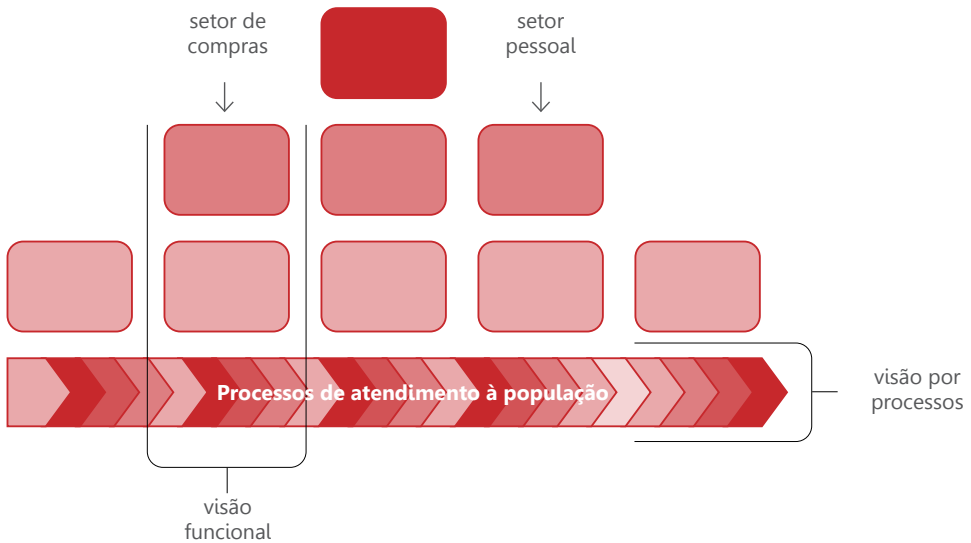 setor de
compras
setor
pessoal
Processos de atendimento à população
visão por
processos
visão
funcional